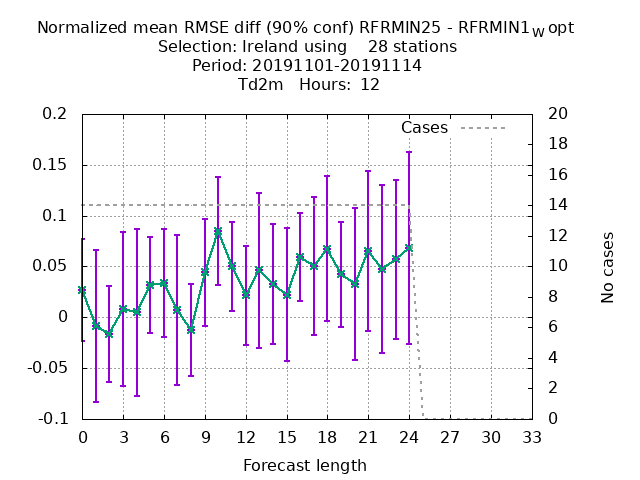 Normalized mean RMSE diff (90% conf) RFRMIN25 - RFRMIN1_W opt
Selection: Ireland using 28 stations
Period: 20191101-20191114
Td2m Hours: 12
Cases
0.2
0.15
0.1
0.05
0
-0.05
-0.1
20
18
16
14
12
10
8
6
4
2
0
No cases
0 3 6 9 12 15 18 21 24 27 30 33
Forecast length